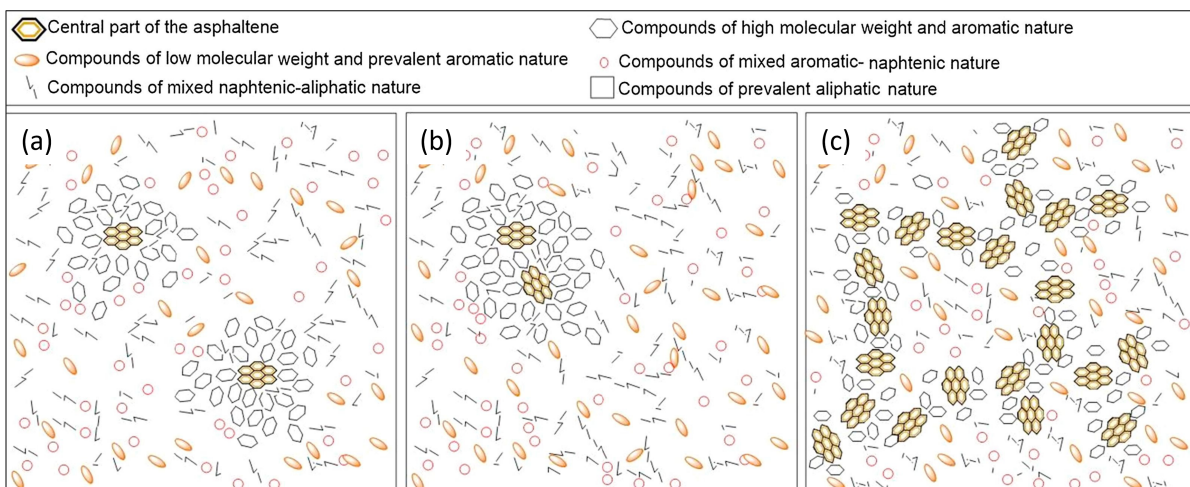 Central part of the asphaltene
Compounds of high molecular weight and aromatic nature
Compounds of low molecular weight and prevalent aromatic nature
Compounds of mixed aromatic- naphtenic nature
Compounds of mixed naphtenic-aliphatic nature
Compounds of prevalent aliphatic nature
(a)
(b)
(c)